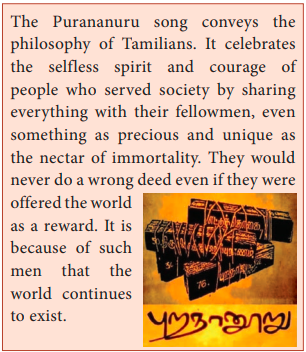 The Purananuru song conveys the
philosophy of Tamilians. It celebrates
the selfless spirit and courage of
people who served society by sharing
everything with their fellowmen, even
something as precious and unique as
the nectar of immortality. They would
never do a wrong deed even if they were
offered the world
as a reward. It is
because of such
men that the
world continues
to exist.
76.
புறநானூறு